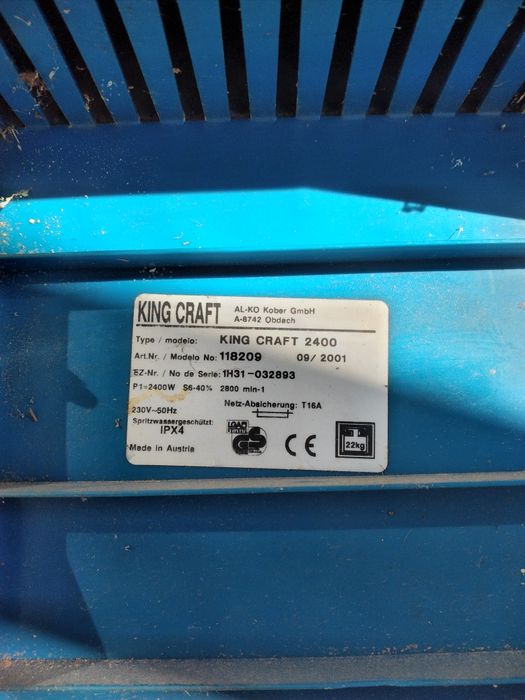 KING CRAFT
AL-KO Kober GmbH
A-8742 Obdach
Type / modelo: KING CRAFT 2400
Art.Nr. / Modelo No: 118209 09/2001
EZ-Nr. / No de Serie: 1H31-032893
P1=2400W S6-40% 2800 min-1
Netz-Absicherung: T16A
230V~50Hz
Spritzwassergeschützt:
IPX4
Made in Austria
CE
22kg